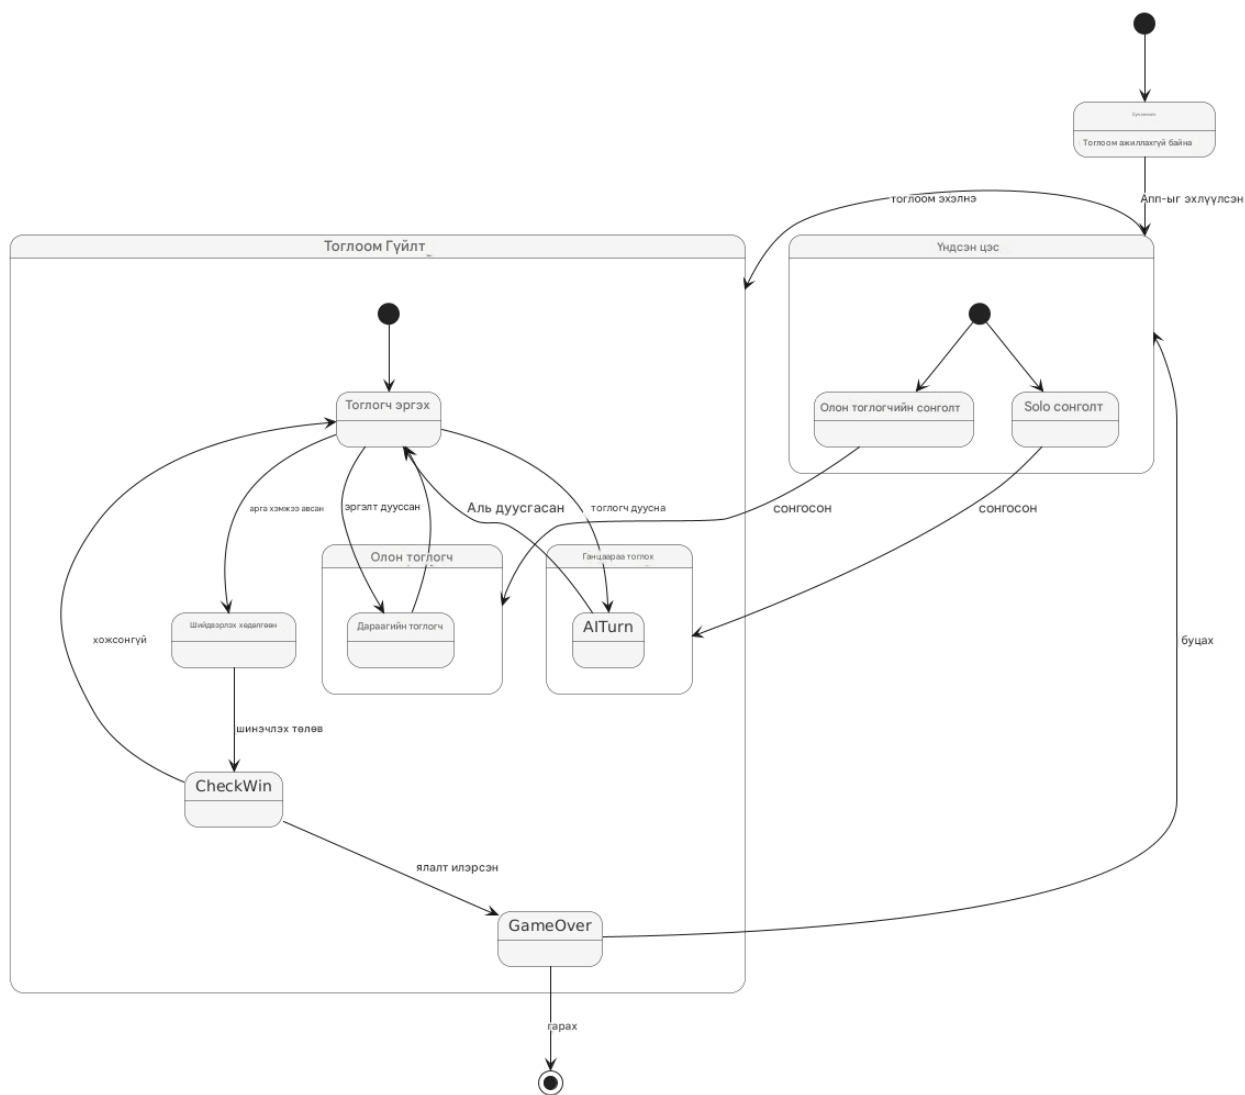 Тоглоом ажиллахгүй байна
Апп-ыг эхлүүлсэн
тоглоом эхэлнэ
Тоглоом Гүйлт
Үндсэн цэс
Тоглогч эргэх
Олон тоглогчийн сонголт
Solo сонголт
арга хэмжээ авсан
эргэлт дууссан
Аль дуусгасан
тоглогч дуусна
сонгосон
сонгосон
Олон тоглогч
Ганцаараа тоглох
Шийдвэрлэх хөдөлгөөн
Дараагийн тоглогч
AITurn
хожсонгүй
буцах
шинэчлэх төлөв
CheckWin
ялалт илэрсэн
GameOver
гарах